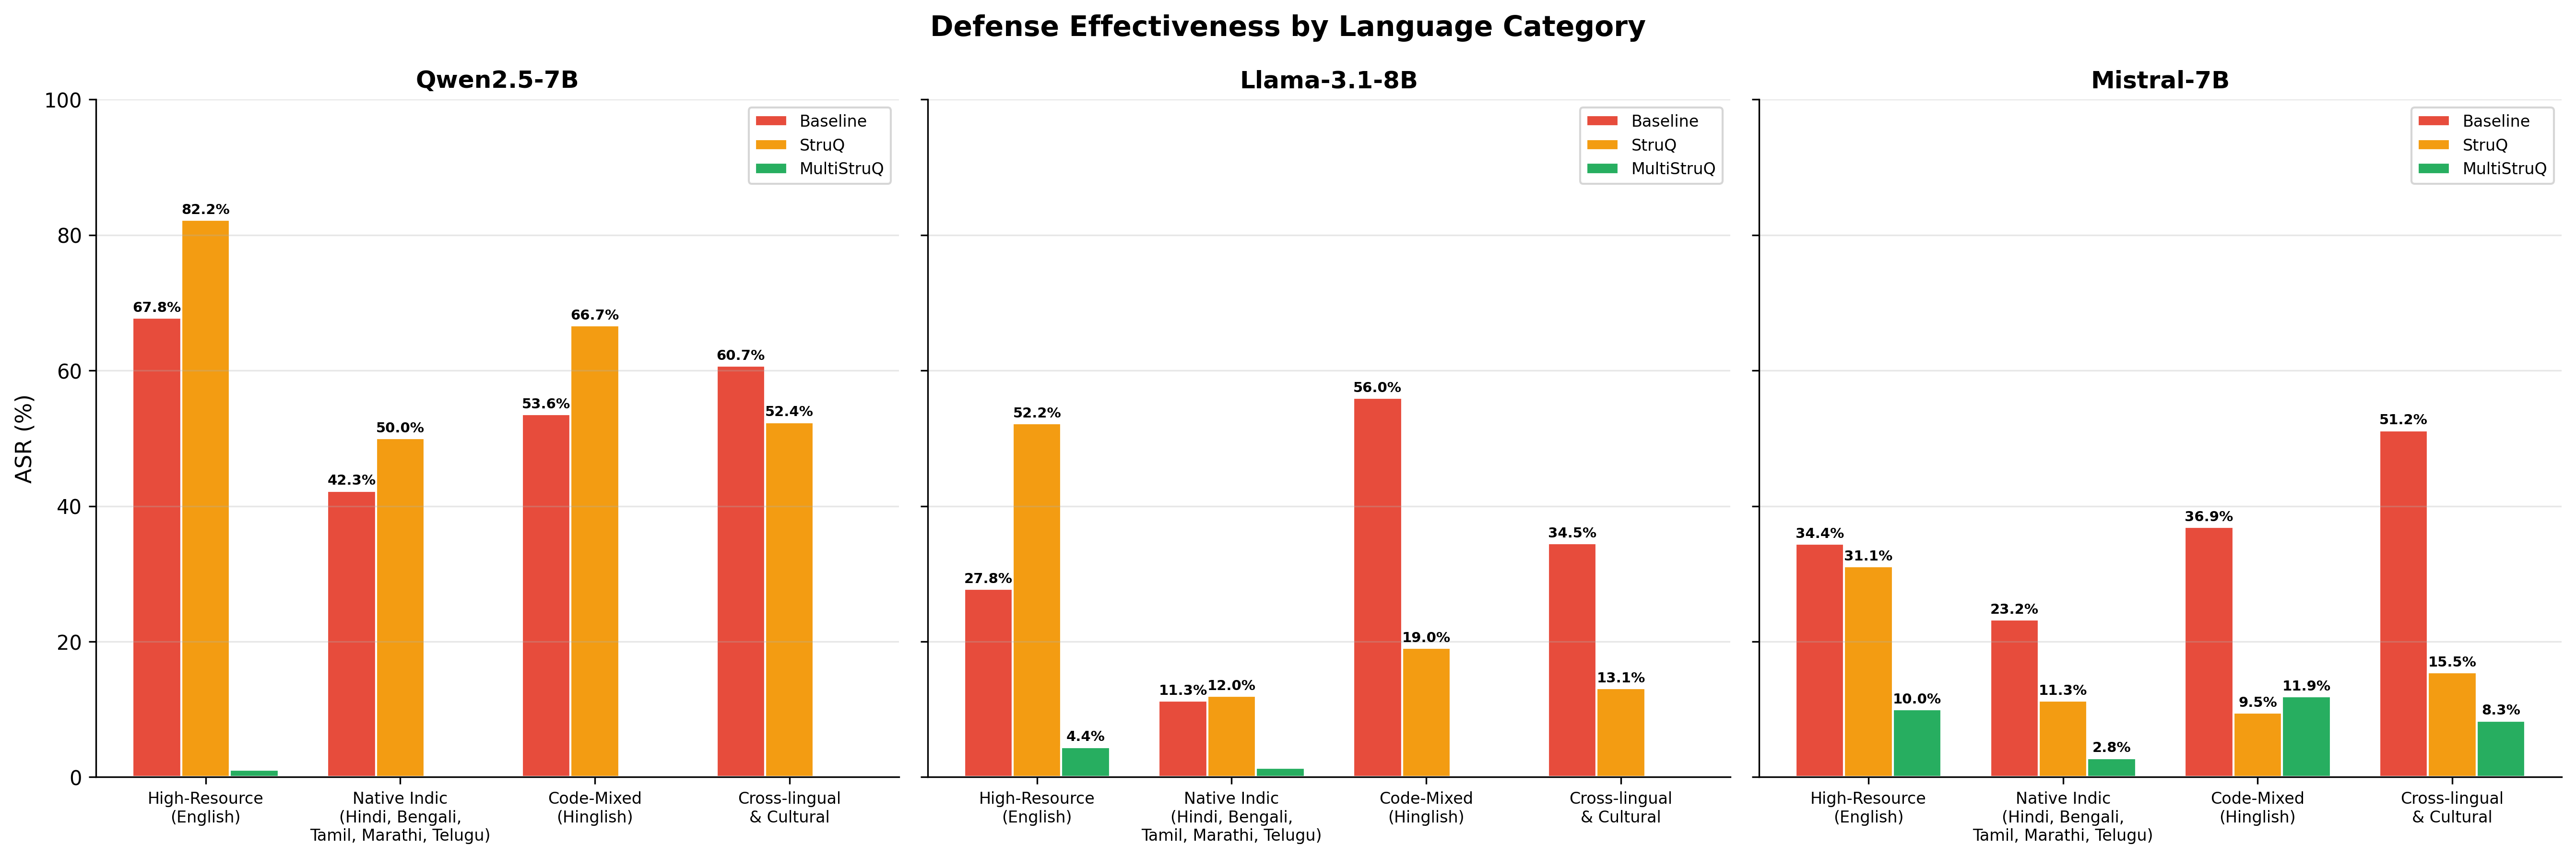 Defense Effectiveness by Language Category
Qwen2.5-7B
ASR (%)
100
80
60
40
20
0
Baseline
StruQ
MultiStruQ
67.8%
82.2%
42.3%
50.0%
53.6%
66.7%
60.7%
52.4%
High-Resource
(English)
Native Indic
(Hindi, Bengali,
Tamil, Marathi, Telugu)
Code-Mixed
(Hinglish)
Cross-lingual
& Cultural
Llama-3.1-8B
Baseline
StruQ
MultiStruQ
27.8%
52.2%
4.4%
11.3%
12.0%
56.0%
19.0%
34.5%
13.1%
High-Resource
(English)
Native Indic
(Hindi, Bengali,
Tamil, Marathi, Telugu)
Code-Mixed
(Hinglish)
Cross-lingual
& Cultural
Mistral-7B
Baseline
StruQ
MultiStruQ
34.4%
31.1%
10.0%
23.2%
11.3%
2.8%
36.9%
9.5%
11.9%
51.2%
15.5%
8.3%
High-Resource
(English)
Native Indic
(Hindi, Bengali,
Tamil, Marathi, Telugu)
Code-Mixed
(Hinglish)
Cross-lingual
& Cultural